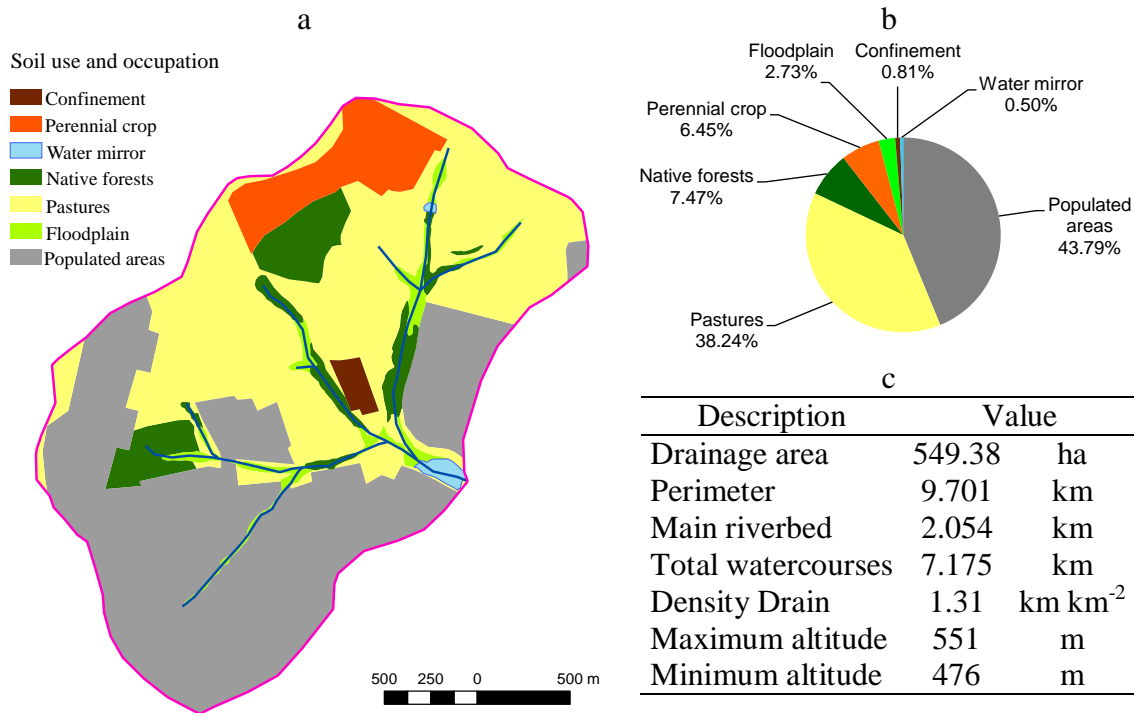 a
Soil use and occupation
Confinement
Perennial crop
Water mirror
Native forests
Pastures
Floodplain
Populated areas
500 250 0 500 m
b
Floodplain
2.73%
Confinement
0.81%
Water mirror
0.50%
Perennial crop
6.45%
Native forests
7.47%
Populated
areas
43.79%
Pastures
38.24%
c
Description Value
Drainage area 549.38 ha
Perimeter 9.701 km
Main riverbed 2.054 km
Total watercourses 7.175 km
Density Drain 1.31 km km⁻²
Maximum altitude 551 m
Minimum altitude 476 m